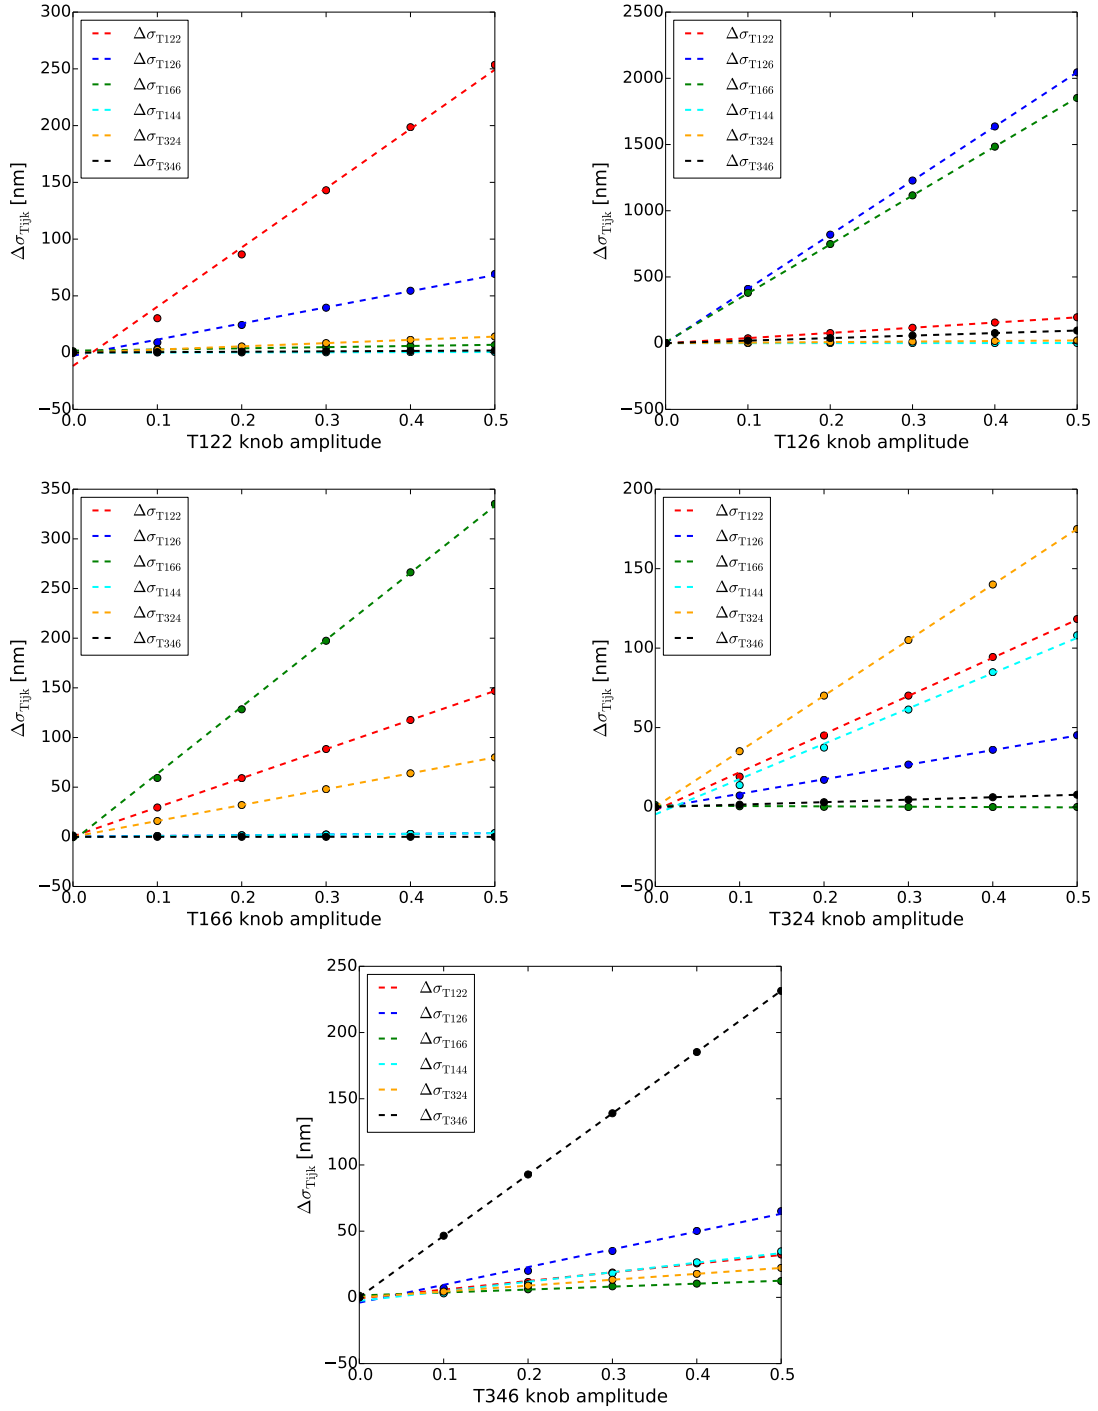 300
250
200
150
100
50
0
−50
0.0 0.1 0.2 0.3 0.4 0.5
T122 knob amplitude
Δσ_Tijk [nm]
Δσ_T122
Δσ_T126
Δσ_T166
Δσ_T144
Δσ_T324
Δσ_T346
2500
2000
1500
1000
500
0
−500
0.0 0.1 0.2 0.3 0.4 0.5
T126 knob amplitude
Δσ_Tijk [nm]
Δσ_T122
Δσ_T126
Δσ_T166
Δσ_T144
Δσ_T324
Δσ_T346
350
300
250
200
150
100
50
0
−50
0.0 0.1 0.2 0.3 0.4 0.5
T166 knob amplitude
Δσ_Tijk [nm]
Δσ_T122
Δσ_T126
Δσ_T166
Δσ_T144
Δσ_T324
Δσ_T346
200
150
100
50
0
−50
0.0 0.1 0.2 0.3 0.4 0.5
T324 knob amplitude
Δσ_Tijk [nm]
Δσ_T122
Δσ_T126
Δσ_T166
Δσ_T144
Δσ_T324
Δσ_T346
250
200
150
100
50
0
−50
0.0 0.1 0.2 0.3 0.4 0.5
T346 knob amplitude
Δσ_Tijk [nm]
Δσ_T122
Δσ_T126
Δσ_T166
Δσ_T144
Δσ_T324
Δσ_T346